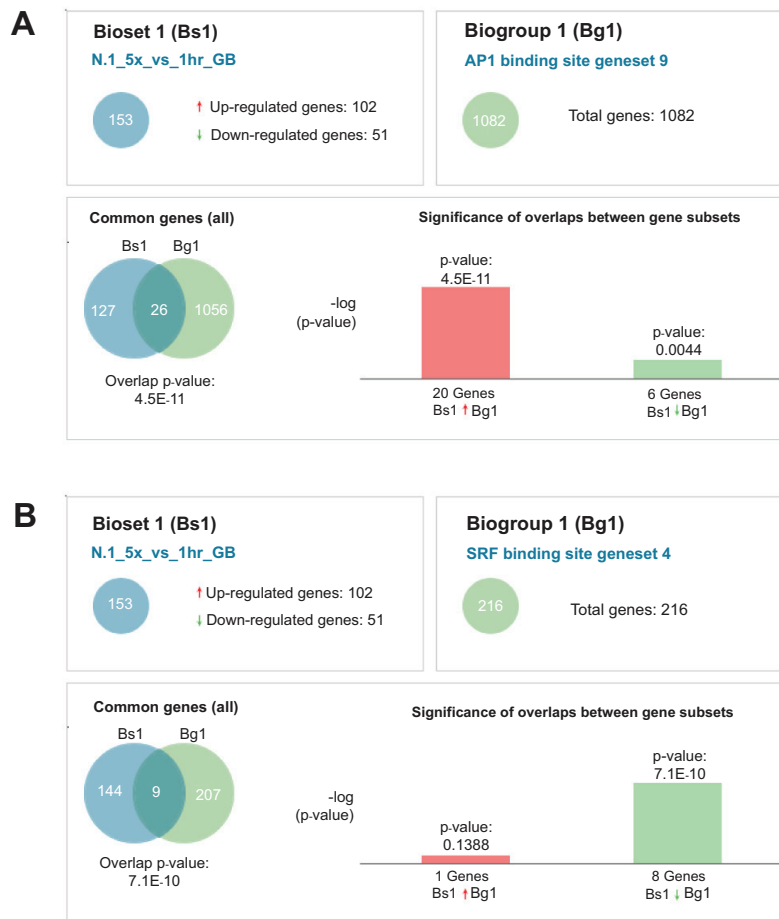 A
Bioset 1 (Bs1)
N.1_5x_vs_1hr_GB
153
↑ Up-regulated genes: 102
↓ Down-regulated genes: 51
Biogroup 1 (Bg1)
AP1 binding site geneset 9
1082
Total genes: 1082
Common genes (all)
Bs1 Bg1
127 26 1056
Overlap p-value:
4.5E-11
Significance of overlaps between gene subsets
-log
(p-value)
p-value:
4.5E-11
20 Genes
Bs1 ↑ Bg1
p-value:
0.0044
6 Genes
Bs1 ↓ Bg1
B
Bioset 1 (Bs1)
N.1_5x_vs_1hr_GB
153
↑ Up-regulated genes: 102
↓ Down-regulated genes: 51
Biogroup 1 (Bg1)
SRF binding site geneset 4
216
Total genes: 216
Common genes (all)
Bs1 Bg1
144 9 207
Overlap p-value:
7.1E-10
Significance of overlaps between gene subsets
-log
(p-value)
p-value:
0.1388
1 Genes
Bs1 ↑ Bg1
p-value:
7.1E-10
8 Genes
Bs1 ↓ Bg1